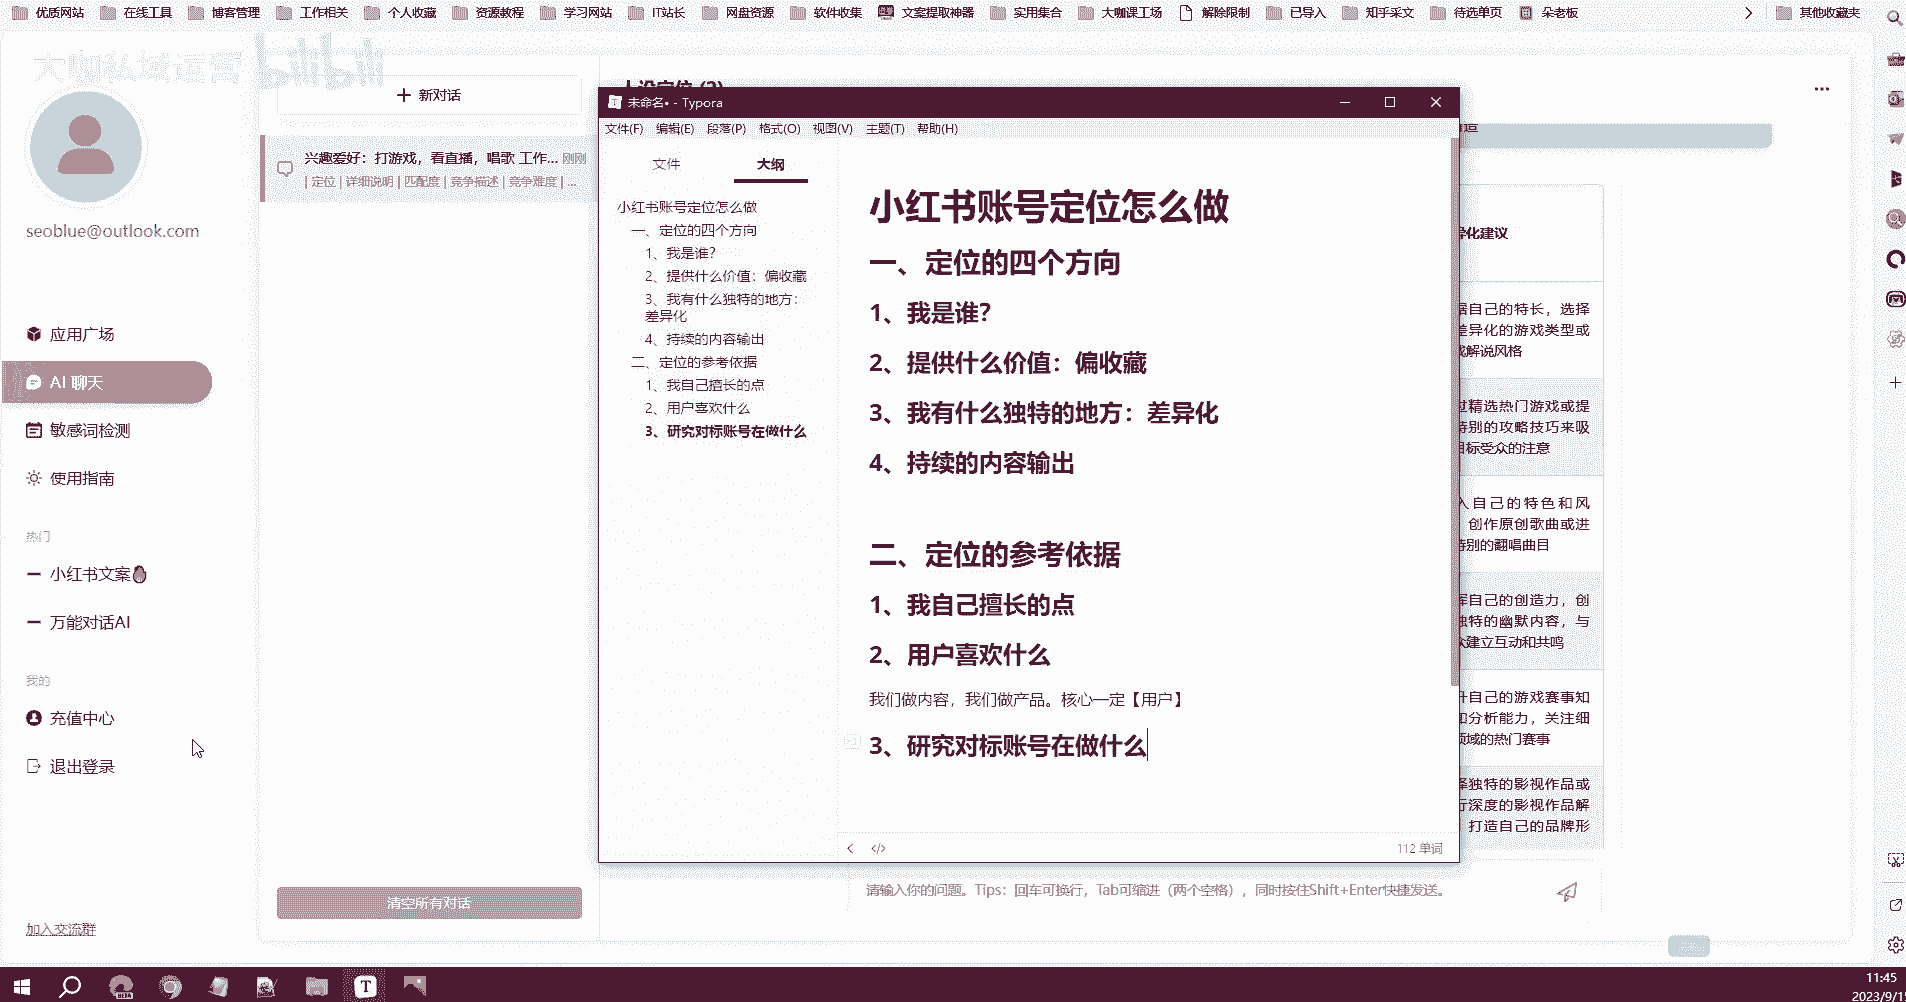 优质网站 在线工具 博客管理 工作相关 个人收藏 资源教程 学习网站 IT站长 网盘资源 软件收集 文案提取神器 实用集合 大咖课工场 解除限制 已导入 知乎采文 待选单页 朵老板 其他收藏夹
大咖私域运营 bilibili
seoblue@outlook.com
应用广场
AI 聊天
敏感词检测
使用指南
热门
小红书文案
万能对话AI
我的
充值中心
退出登录
加入交流群
+ 新对话
兴趣爱好：打游戏，看直播，唱歌 工作... 刚刚
| 定位 | 详细说明 | 匹配度 | 竞争描述 | 竞争难度 | ...
清空所有对话
未命名• - Typora
文件(F) 编辑(E) 段落(P) 格式(O) 视图(V) 主题(T) 帮助(H)
文件 大纲
小红书账号定位怎么做
一、定位的四个方向
1、我是谁？
2、提供什么价值：偏收藏
3、我有什么独特的地方：
差异化
4、持续的内容输出
二、定位的参考依据
1、我自己擅长的点
2、用户喜欢什么
3、研究对标账号在做什么
小红书账号定位怎么做
一、定位的四个方向
1、我是谁？
2、提供什么价值：偏收藏
3、我有什么独特的地方：差异化
4、持续的内容输出
二、定位的参考依据
1、我自己擅长的点
2、用户喜欢什么
我们做内容，我们做产品。核心一定【用户】
3、研究对标账号在做什么
112 单词
化建议
自己的特长，选择
差异化的游戏类型或
解说风格
过精选热门游戏或提
特别的攻略技巧来吸
目标受众的注意
入自己的特色和风
创作原创歌曲或进
特别的翻唱曲目
挥自己的创造力，创
独特的幽默内容，与
众建立互动和共鸣
升自己的游戏赛事知
和分析能力，关注细
领域的热门赛事
择独特的影视作品或
行深度的影视作品解
打造自己的品牌形
请输入你的问题。Tips：回车可换行，Tab可缩进（两个空格），同时按住Shift+Enter快捷发送。
11:45
2023/9/1